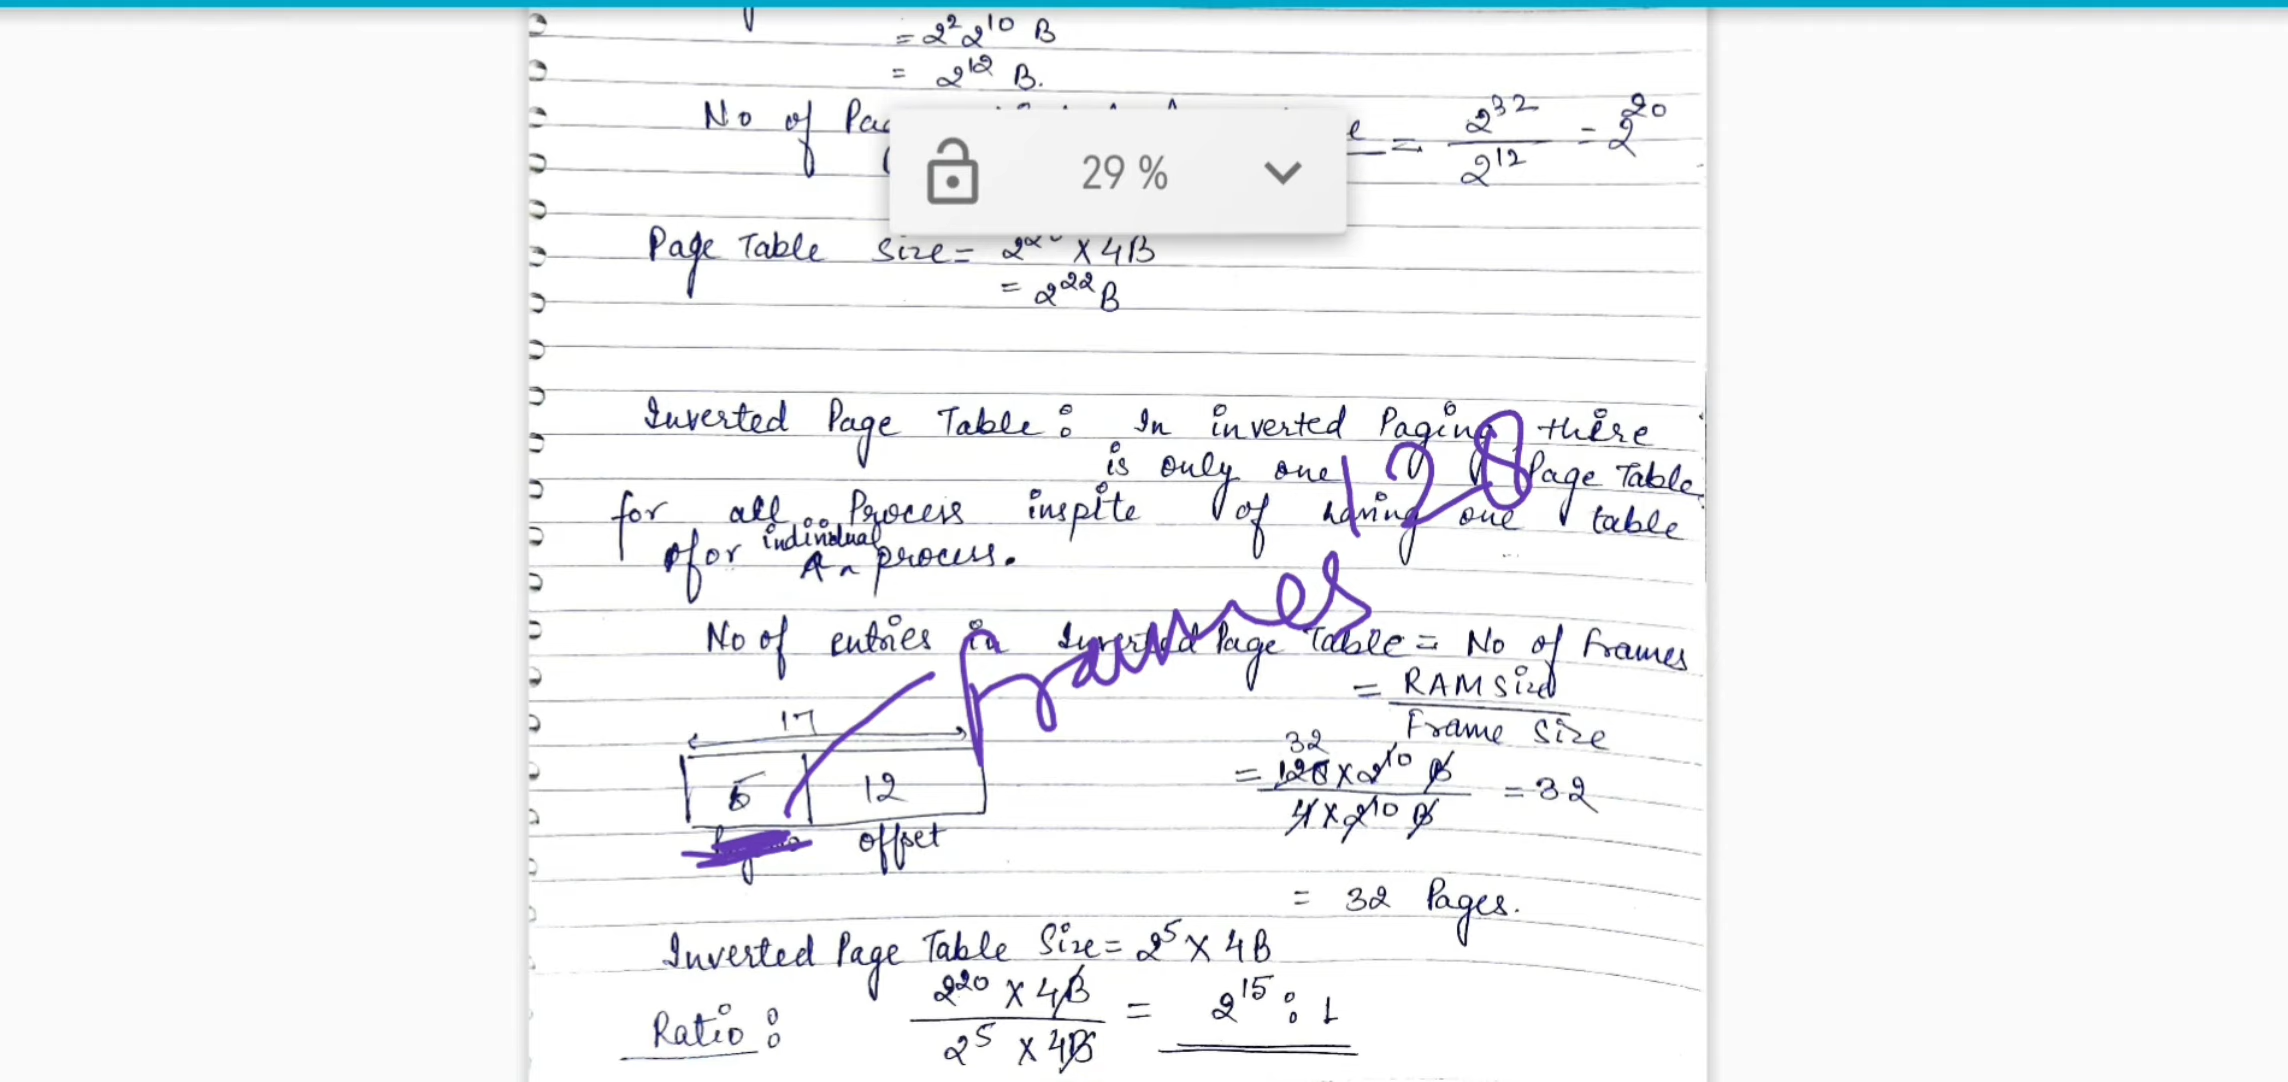 = 2² 2¹⁰ B
= 2¹² B.
No of Pag e = 2³² / 2¹² = 2²⁰
29 %
Page Table Size = 2²⁰ X 4B
= 2²² B
Inverted Page Table : In inverted Paging there
is only one Page Table
128
for all Process inspite of having one table
for individual process.
frames
No of entries in Inverted Page Table = No of frames
= RAM Size / Frame Size
17
5 12
offset
32
= 128 X 2¹⁰ B / 4 X 2¹⁰ B = 32
= 32 Pages.
Inverted Page Table Size = 2⁵ X 4B
Ratio : 2²⁰ X 4B / 2⁵ X 4B = 2¹⁵ : 1